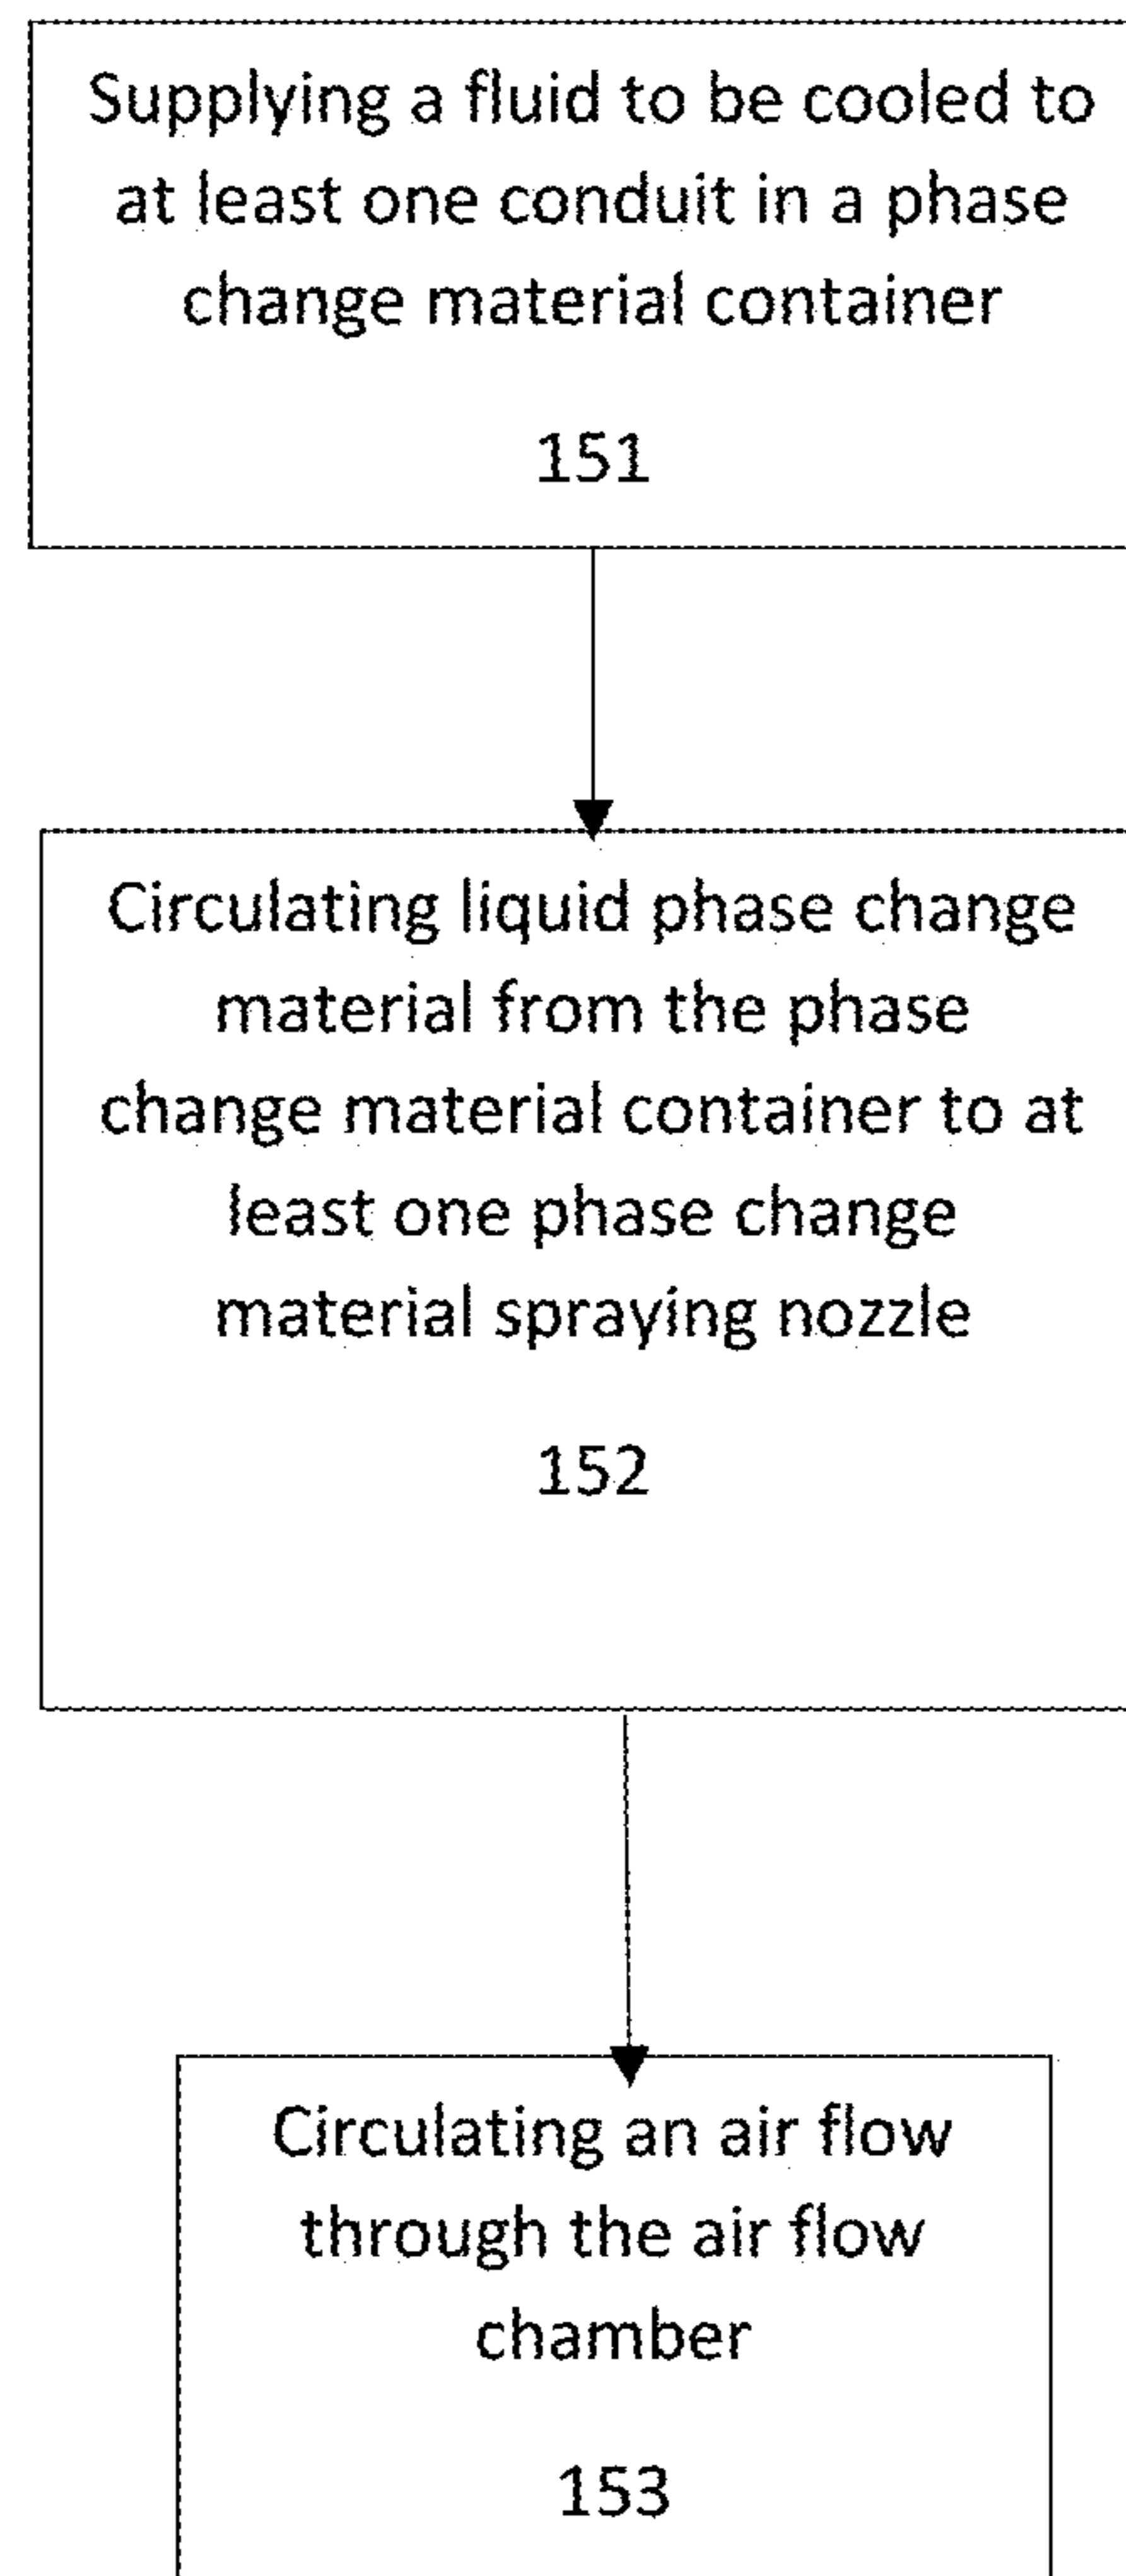 Supplying a fluid to be cooled to
at least one conduit in a phase
change material container
151
Circulating liquid phase change
material from the phase
change material container to at
least one phase change
material spraying nozzle
152
Circulating an air flow
through the air flow
chamber
153